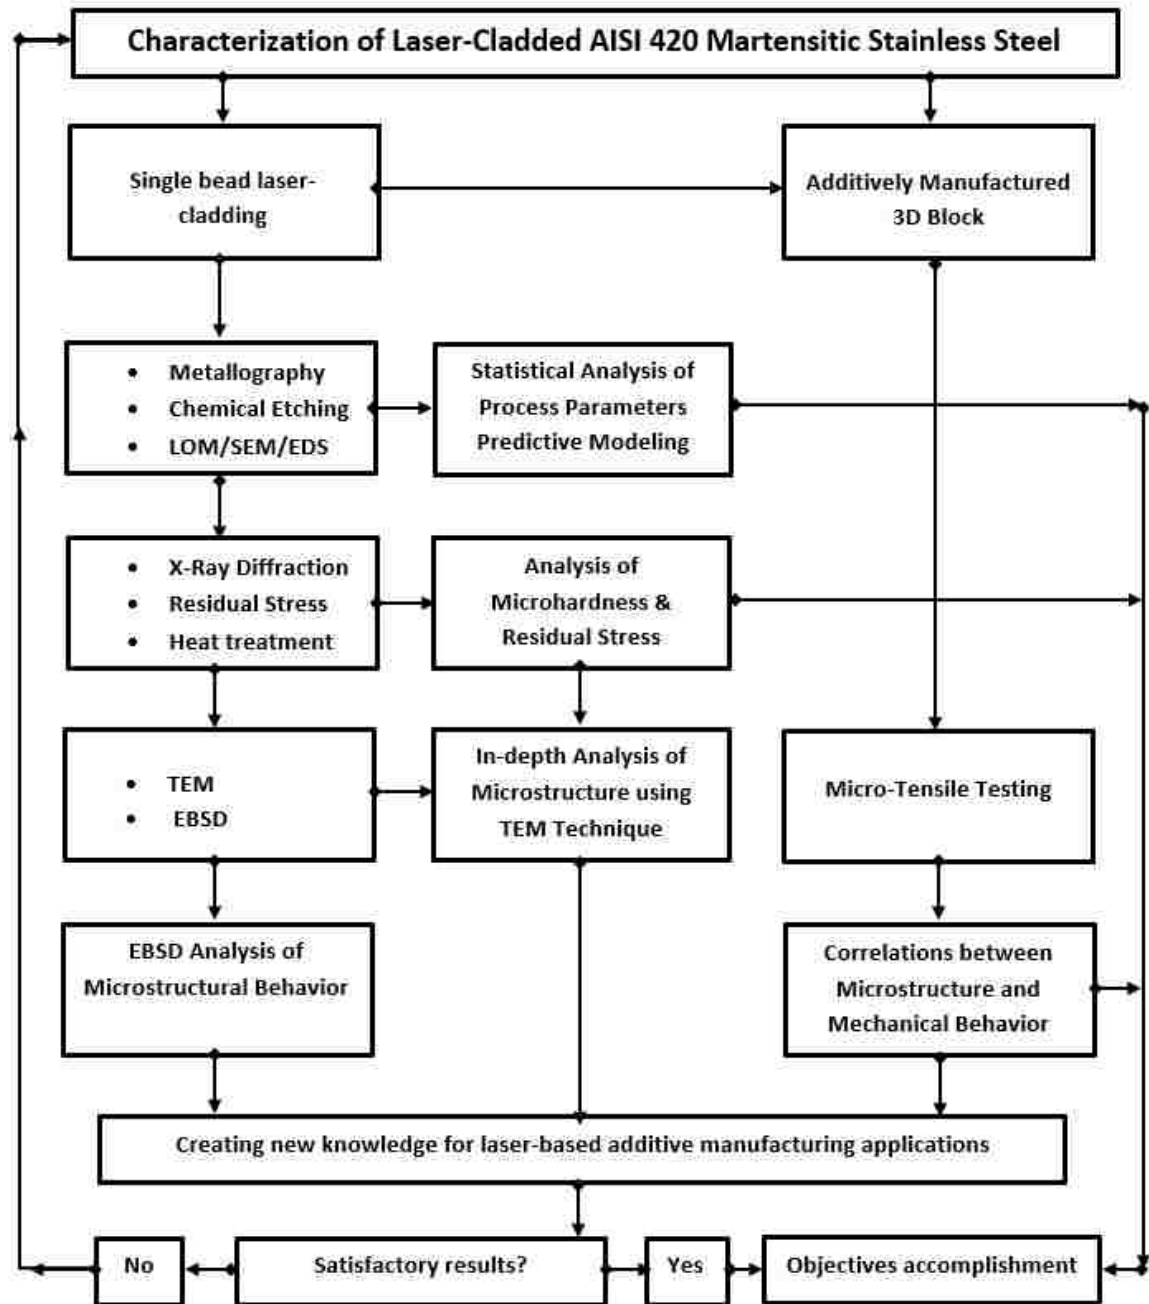 Characterization of Laser-Cladded AISI 420 Martensitic Stainless Steel
Single bead laser-
cladding
Additively Manufactured
3D Block
• Metallography
• Chemical Etching
• LOM/SEM/EDS
Statistical Analysis of
Process Parameters
Predictive Modeling
• X-Ray Diffraction
• Residual Stress
• Heat treatment
Analysis of
Microhardness &
Residual Stress
• TEM
• EBSD
In-depth Analysis of
Microstructure using
TEM Technique
Micro-Tensile Testing
EBSD Analysis of
Microstructural Behavior
Correlations between
Microstructure and
Mechanical Behavior
Creating new knowledge for laser-based additive manufacturing applications
No
Satisfactory results?
Yes
Objectives accomplishment